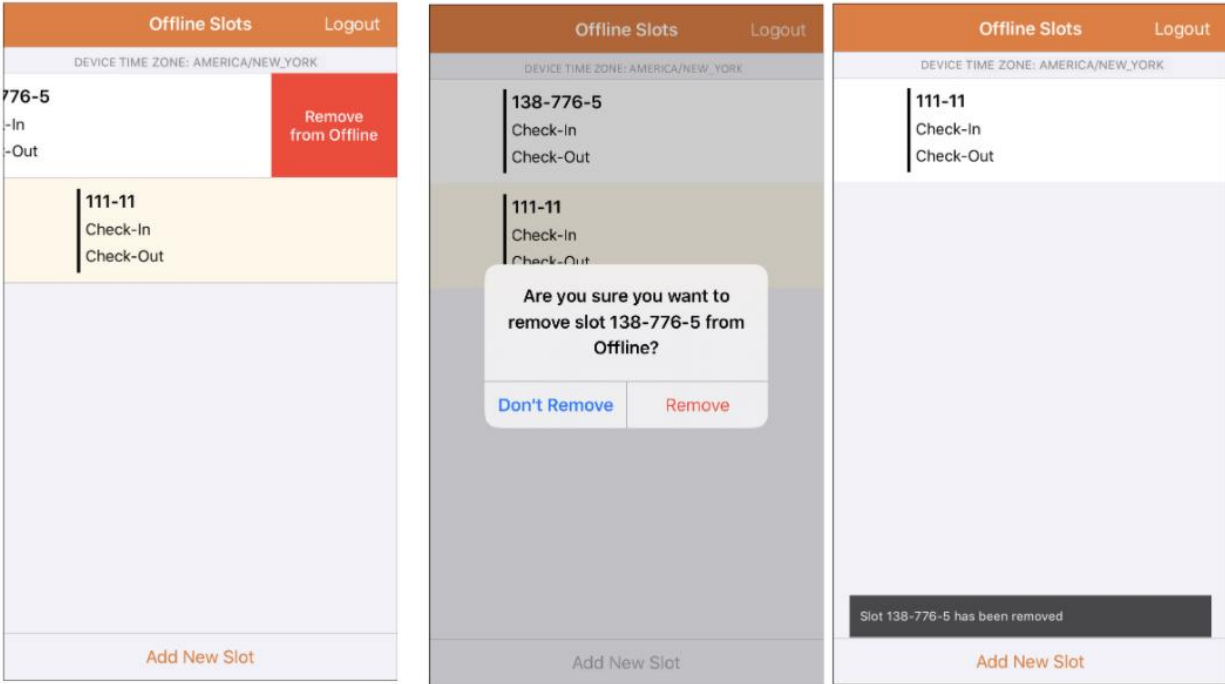 Offline Slots Logout
DEVICE TIME ZONE: AMERICA/NEW_YORK
776-5
-In
-Out
Remove
from Offline
111-11
Check-In
Check-Out
Add New Slot
Offline Slots Logout
DEVICE TIME ZONE: AMERICA/NEW_YORK
138-776-5
Check-In
Check-Out
111-11
Check-In
Check-Out
Are you sure you want to
remove slot 138-776-5 from
Offline?
Don't Remove Remove
Add New Slot
Offline Slots Logout
DEVICE TIME ZONE: AMERICA/NEW_YORK
111-11
Check-In
Check-Out
Slot 138-776-5 has been removed
Add New Slot